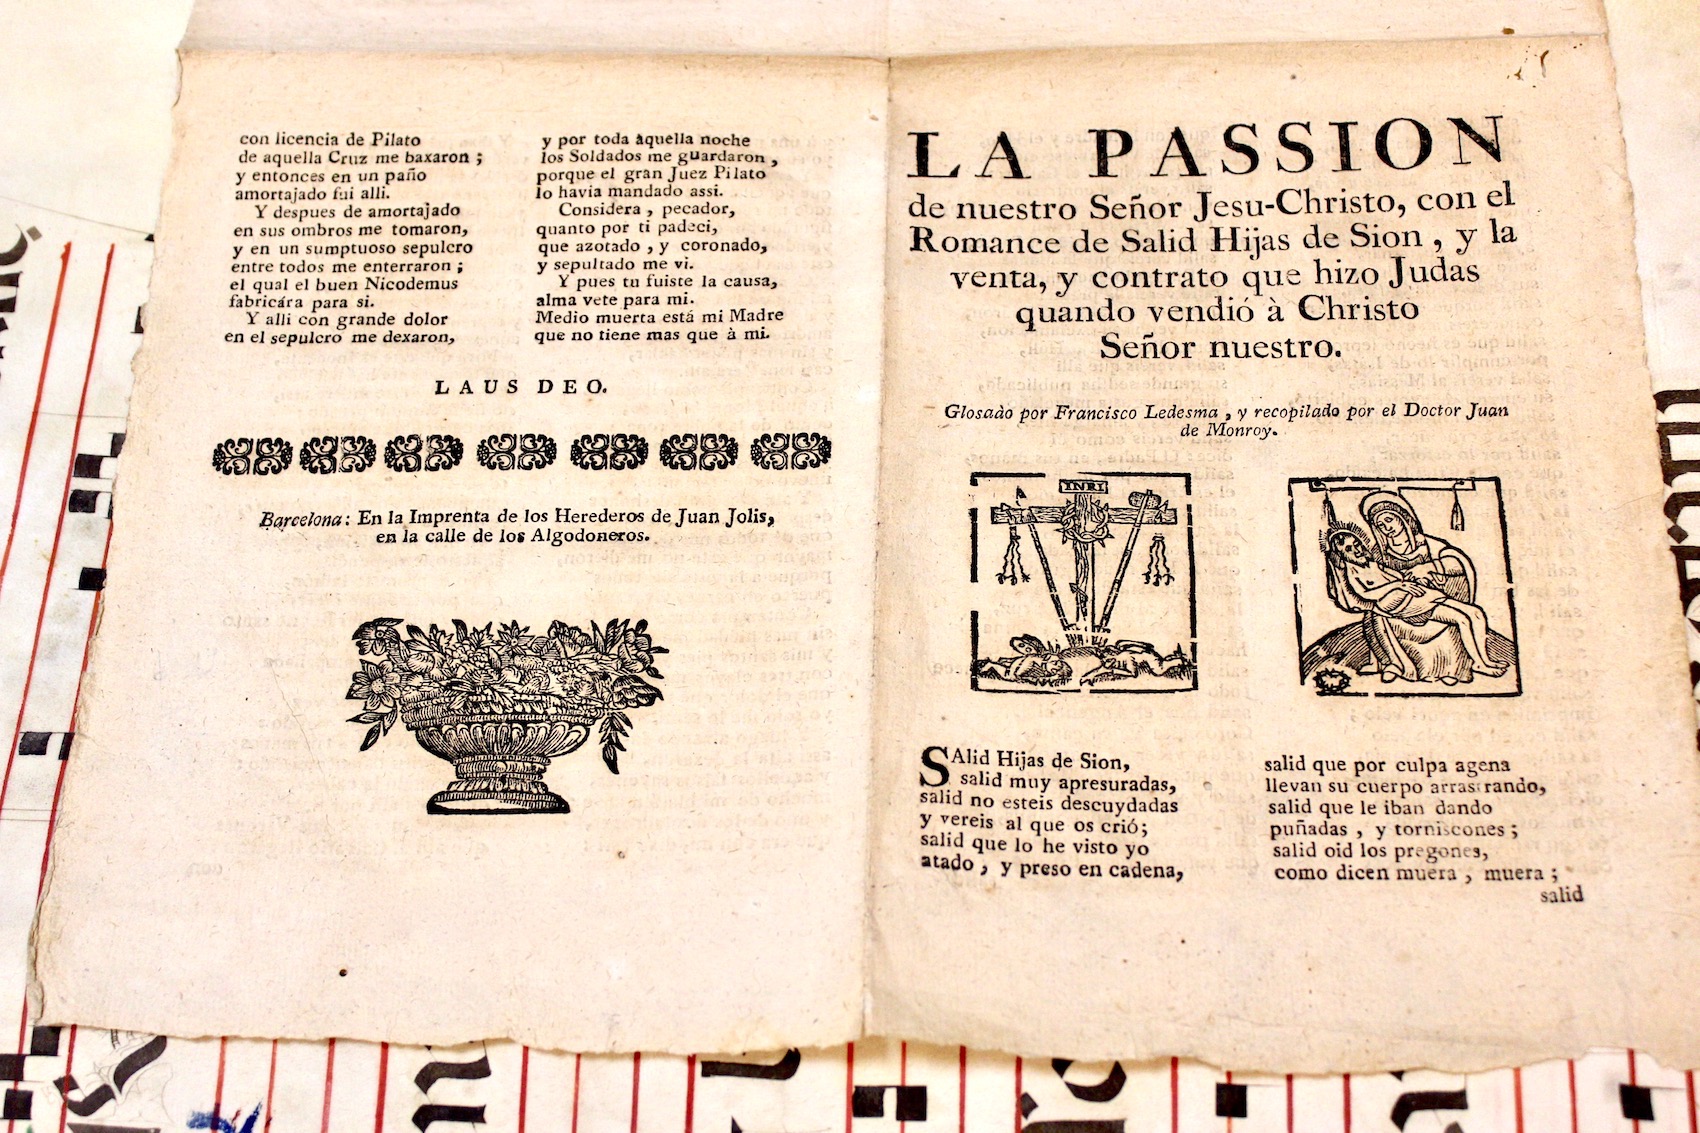 con licencia de Pilato
de aquella Cruz me baxaron ;
y entonces en un paño
amortajado fui alli.
Y despues de amortajado
en sus ombros me tomaron,
y en un sumptuoso sepulcro
entre todos me enterraron ;
el qual el buen Nicodemus
fabricára para si.
Y alli con grande dolor
en el sepulcro me dexaron,
y por toda aquella noche
los Soldados me guardaron ,
porque el gran Juez Pilato
lo havia mandado assi.
Considera , pecador,
quanto por ti padeci,
que azotado , y coronado,
y sepultado me vi.
Y pues tu fuiste la causa,
alma vete para mi.
Medio muerta está mi Madre
que no tiene mas que à mi.
LAUS DEO.
Barcelona: En la Imprenta de los Herederos de Juan Jolis,
en la calle de los Algodoneros.
LA PASSION
de nuestro Señor Jesu-Christo, con el
Romance de Salid Hijas de Sion , y la
venta, y contrato que hizo Judas
quando vendió à Christo
Señor nuestro.
Glosado por Francisco Ledesma , y recopilado por el Doctor Juan
de Monroy.
INRI
SAlid Hijas de Sion,
salid muy apresuradas,
salid no esteis descuydadas
y vereis al que os crió;
salid que lo he visto yo
atado , y preso en cadena,
salid que por culpa agena
llevan su cuerpo arrastrando,
salid que le iban dando
puñadas , y torniscones ;
salid oid los pregones,
como dicen muera , muera ;
salid